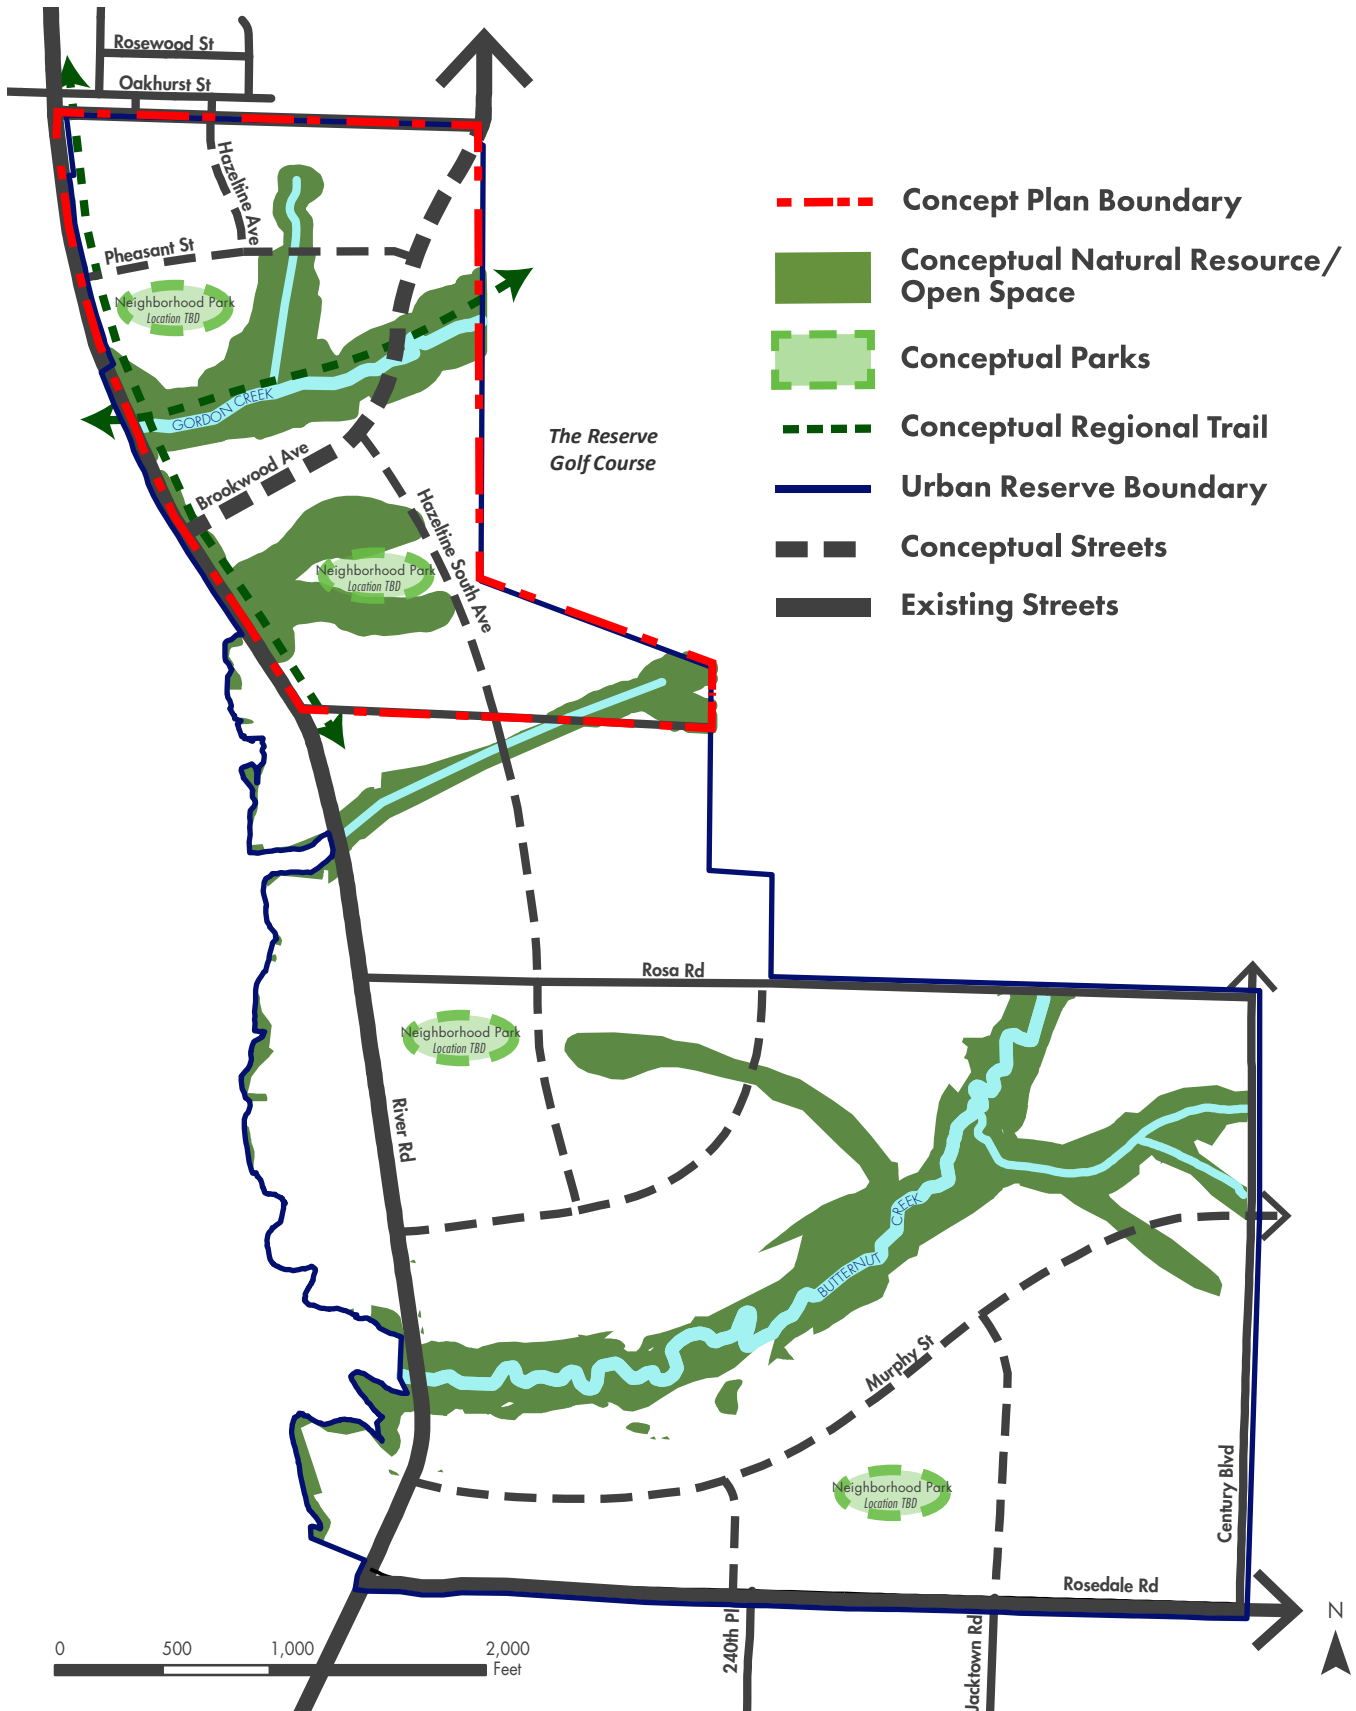 Rosewood St
Oakhurst St
Hazeltine Ave
Pheasant St
Neighborhood Park
Location TBD
GORDON CREEK
Brookwood Ave
Hazeltine South Ave
Neighborhood Park
Location TBD
The Reserve
Golf Course
Concept Plan Boundary
Conceptual Natural Resource/
Open Space
Conceptual Parks
Conceptual Regional Trail
Urban Reserve Boundary
Conceptual Streets
Existing Streets
Rosa Rd
Neighborhood Park
Location TBD
River Rd
BUTTERNUT CREEK
Murphy St
Neighborhood Park
Location TBD
Century Blvd
Rosedale Rd
240th Pl
Jacktown Rd
0 500 1,000 2,000
Feet
N